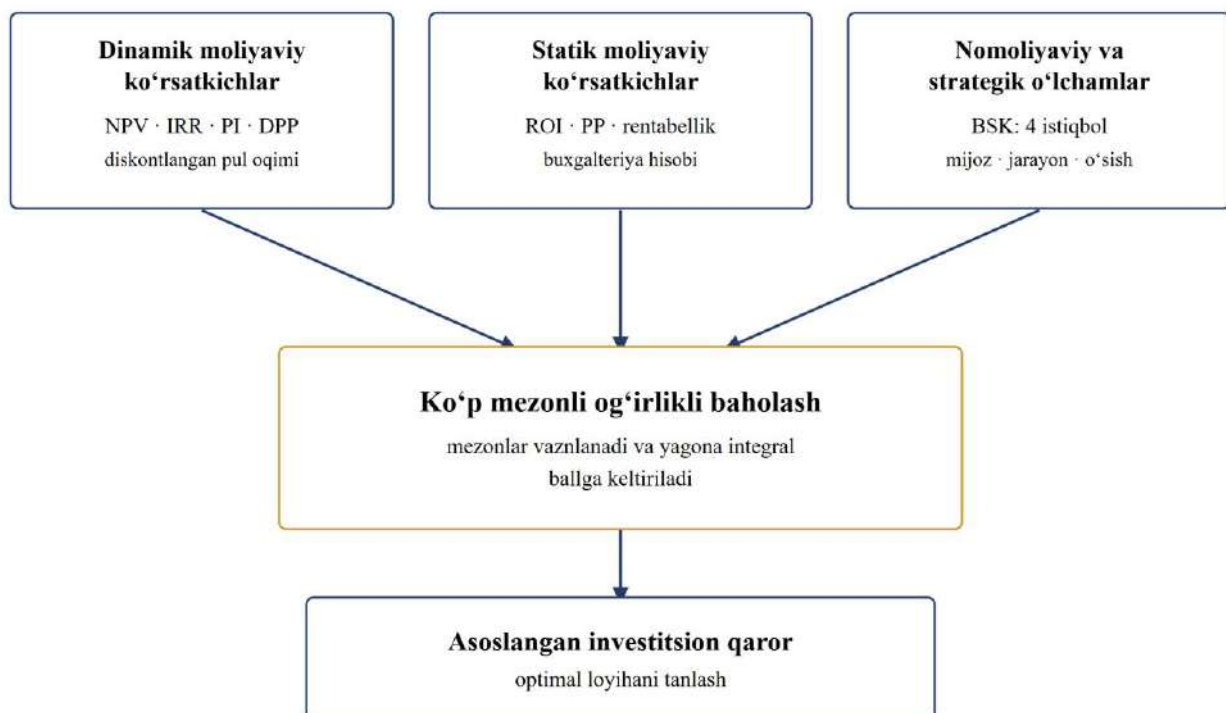 Dinamik moliyaviy
ko‘rsatkichlar
NPV · IRR · PI · DPP
diskontlangan pul oqimi
Statik moliyaviy
ko‘rsatkichlar
ROI · PP · rentabellik
buxgalteriya hisobi
Nomoliyaviy va
strategik o‘lchamlar
BSK: 4 istiqbol
mijoz · jarayon · o‘sish
Ko‘p mezonli og‘irlikli baholash
mezonlar vaznlanadi va yagona integral
ballga keltiriladi
Asoslangan investitsion qaror
optimal loyihani tanlash